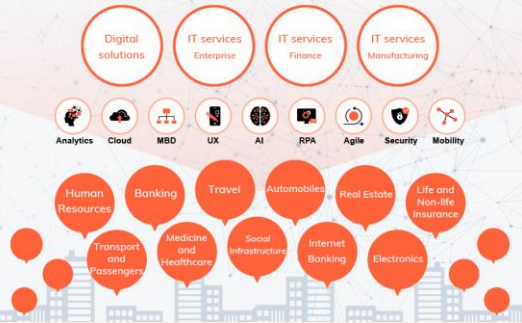 Digital
solutions
IT services
Enterprise
IT services
Finance
IT services
Manufacturing
Analytics
Cloud
MBD
UX
AI
RPA
Agile
Security
Mobility
Human
Resources
Banking
Travel
Automobiles
Real Estate
Life and
Non-life
Insurance
Transport
and
Passengers
Medicine
and
Healthcare
Social
Infrastructure
Internet
Banking
Electronics